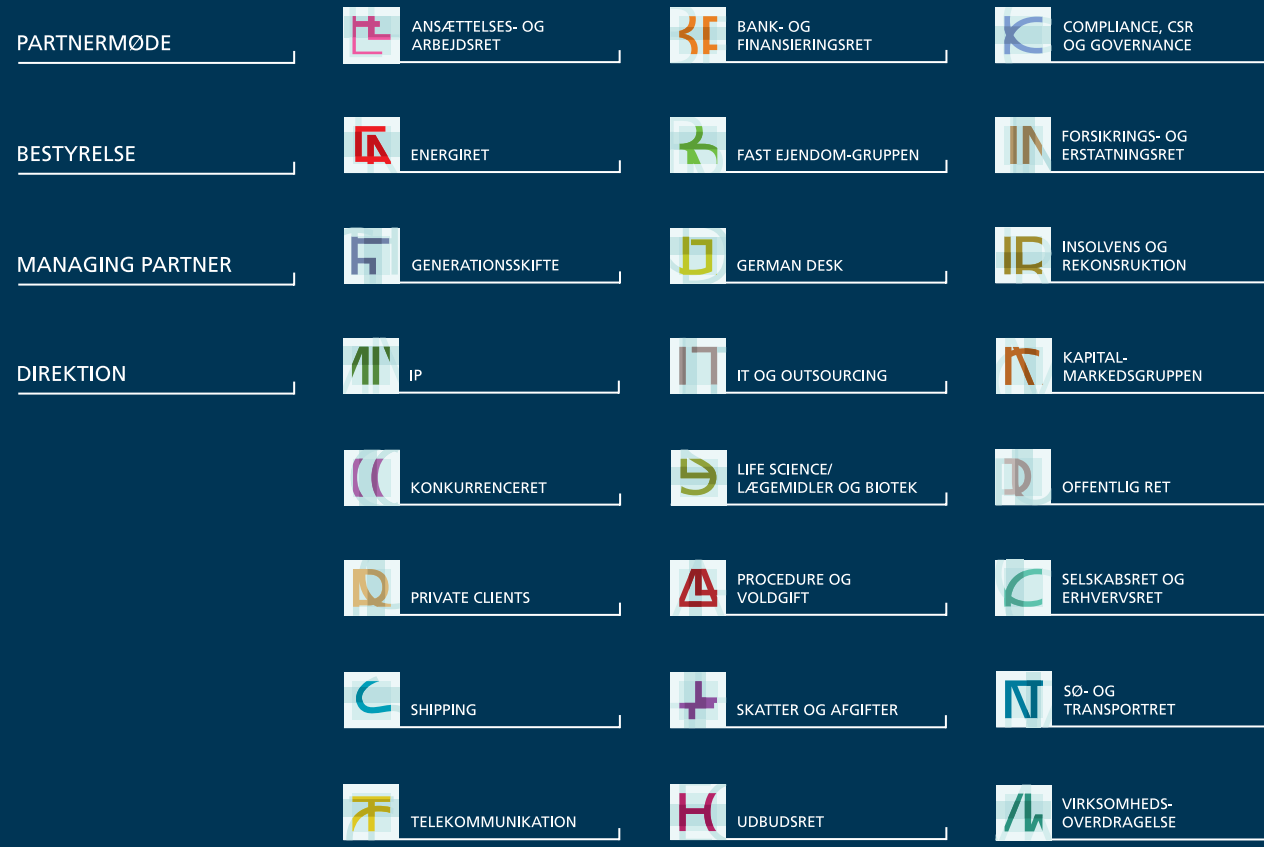 PARTNERMØDE
BESTYRELSE
MANAGING PARTNER
DIREKTION
ANSÆTTELSES- OG
ARBEJDSRET
BANK- OG
FINANSIERINGSRET
COMPLIANCE, CSR
OG GOVERNANCE
ENERGIRET
FAST EJENDOM-GRUPPEN
FORSIKRINGS- OG
ERSTATNINGSRET
GENERATIONSSKIFTE
GERMAN DESK
INSOLVENS OG
REKONSRUKTION
IP
IT OG OUTSOURCING
KAPITAL-
MARKEDSGRUPPEN
KONKURRENCERET
LIFE SCIENCE/
LÆGEMIDLER OG BIOTEK
OFFENTLIG RET
PRIVATE CLIENTS
PROCEDURE OG
VOLDGIFT
SELSKABSRET OG
ERHVERVSRET
SHIPPING
SKATTER OG AFGIFTER
SØ- OG
TRANSPORTRET
TELEKOMMUNIKATION
UDBUDSRET
VIRKSOMHEDS-
OVERDRAGELSE